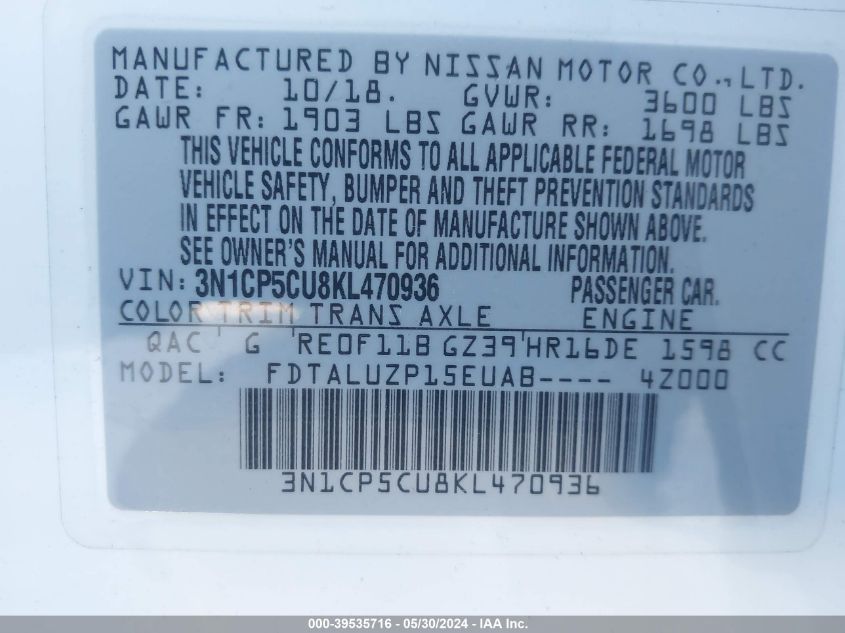 MANUFACTURED BY NISSAN MOTOR CO., LTD.
DATE: 10/18. GVWR: 3600 LBS
GAWR FR: 1903 LBS GAWR RR: 1698 LBS
THIS VEHICLE CONFORMS TO ALL APPLICABLE FEDERAL MOTOR
VEHICLE SAFETY, BUMPER AND THEFT PREVENTION STANDARDS
IN EFFECT ON THE DATE OF MANUFACTURE SHOWN ABOVE.
SEE OWNER'S MANUAL FOR ADDITIONAL INFORMATION.
VIN: 3N1CP5CU8KL470936 PASSENGER CAR.
COLOR TRIM TRANS AXLE ENGINE
QAC G RE0F11B GZ39 HR16DE 1598 CC
MODEL: FDTALUZP15EUAB---- 4Z000
3N1CP5CU8KL470936
000-39535716 - 05/30/2024 - IAA Inc.